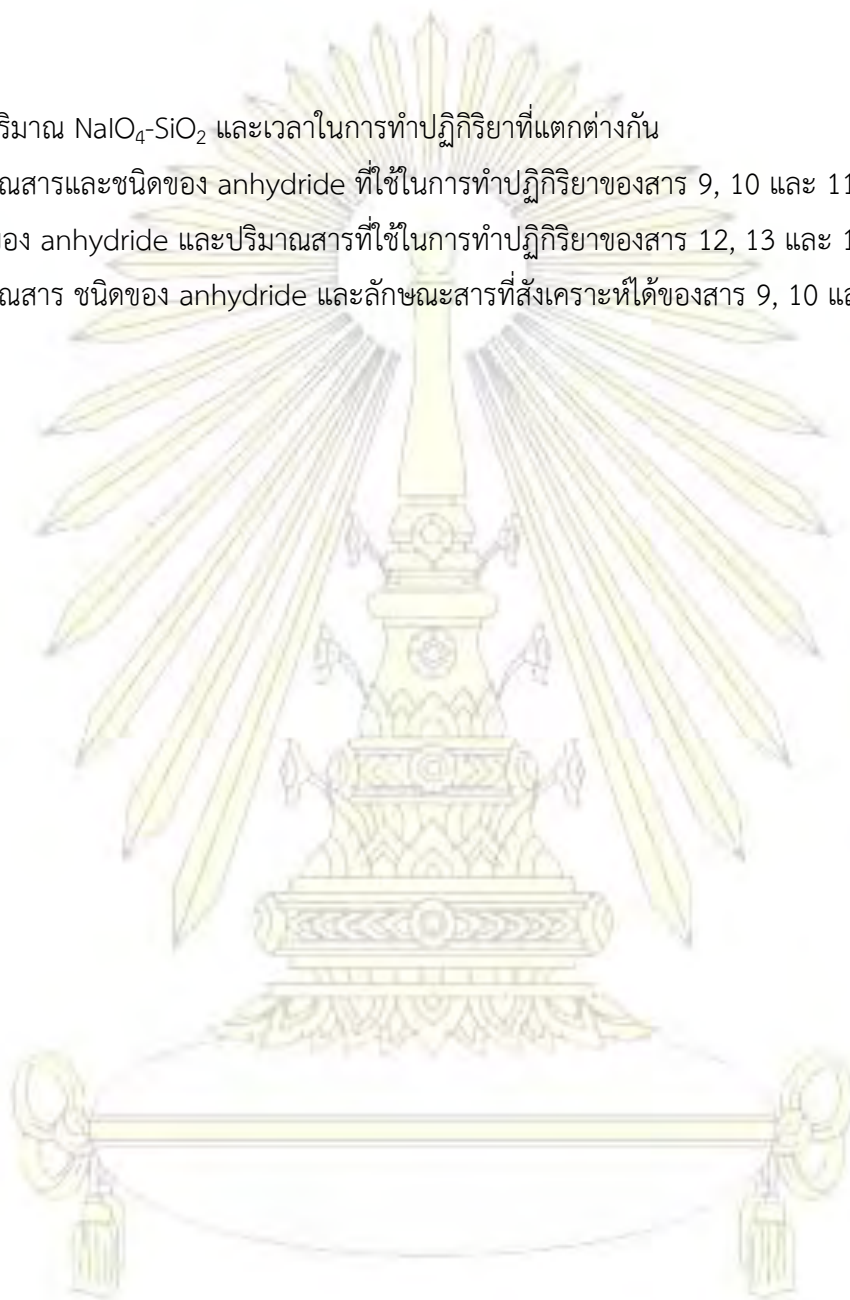 ริมาณ NaIO₄-SiO₂ และเวลาในการทำปฏิกิริยาที่แตกต่างกัน
ณสารและชนิดของ anhydride ที่ใช้ในการทำปฏิกิริยาของสาร 9, 10 และ 11
ของ anhydride และปริมาณสารที่ใช้ในการทำปฏิกิริยาของสาร 12, 13 และ 1
ณสาร ชนิดของ anhydride และลักษณะสารที่สังเคราะห์ได้ของสาร 9, 10 แล